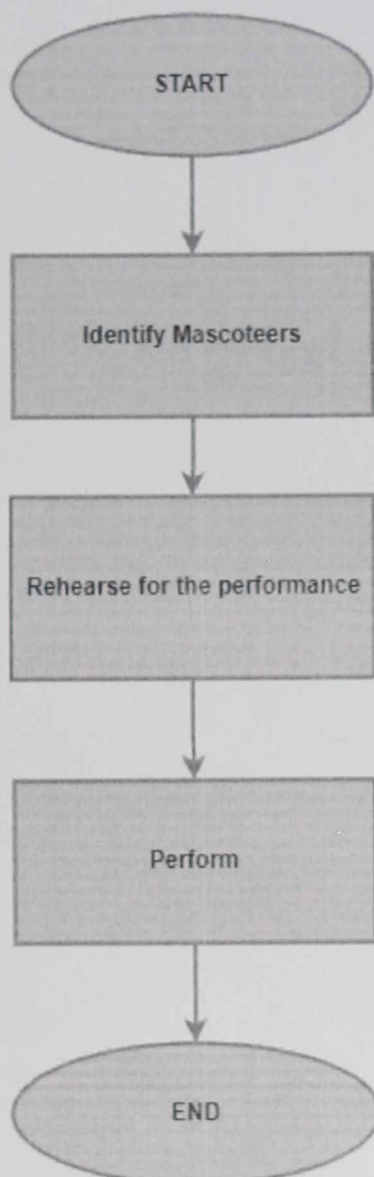 START
Identify Mascoteers
Rehearse for the performance
Perform
END